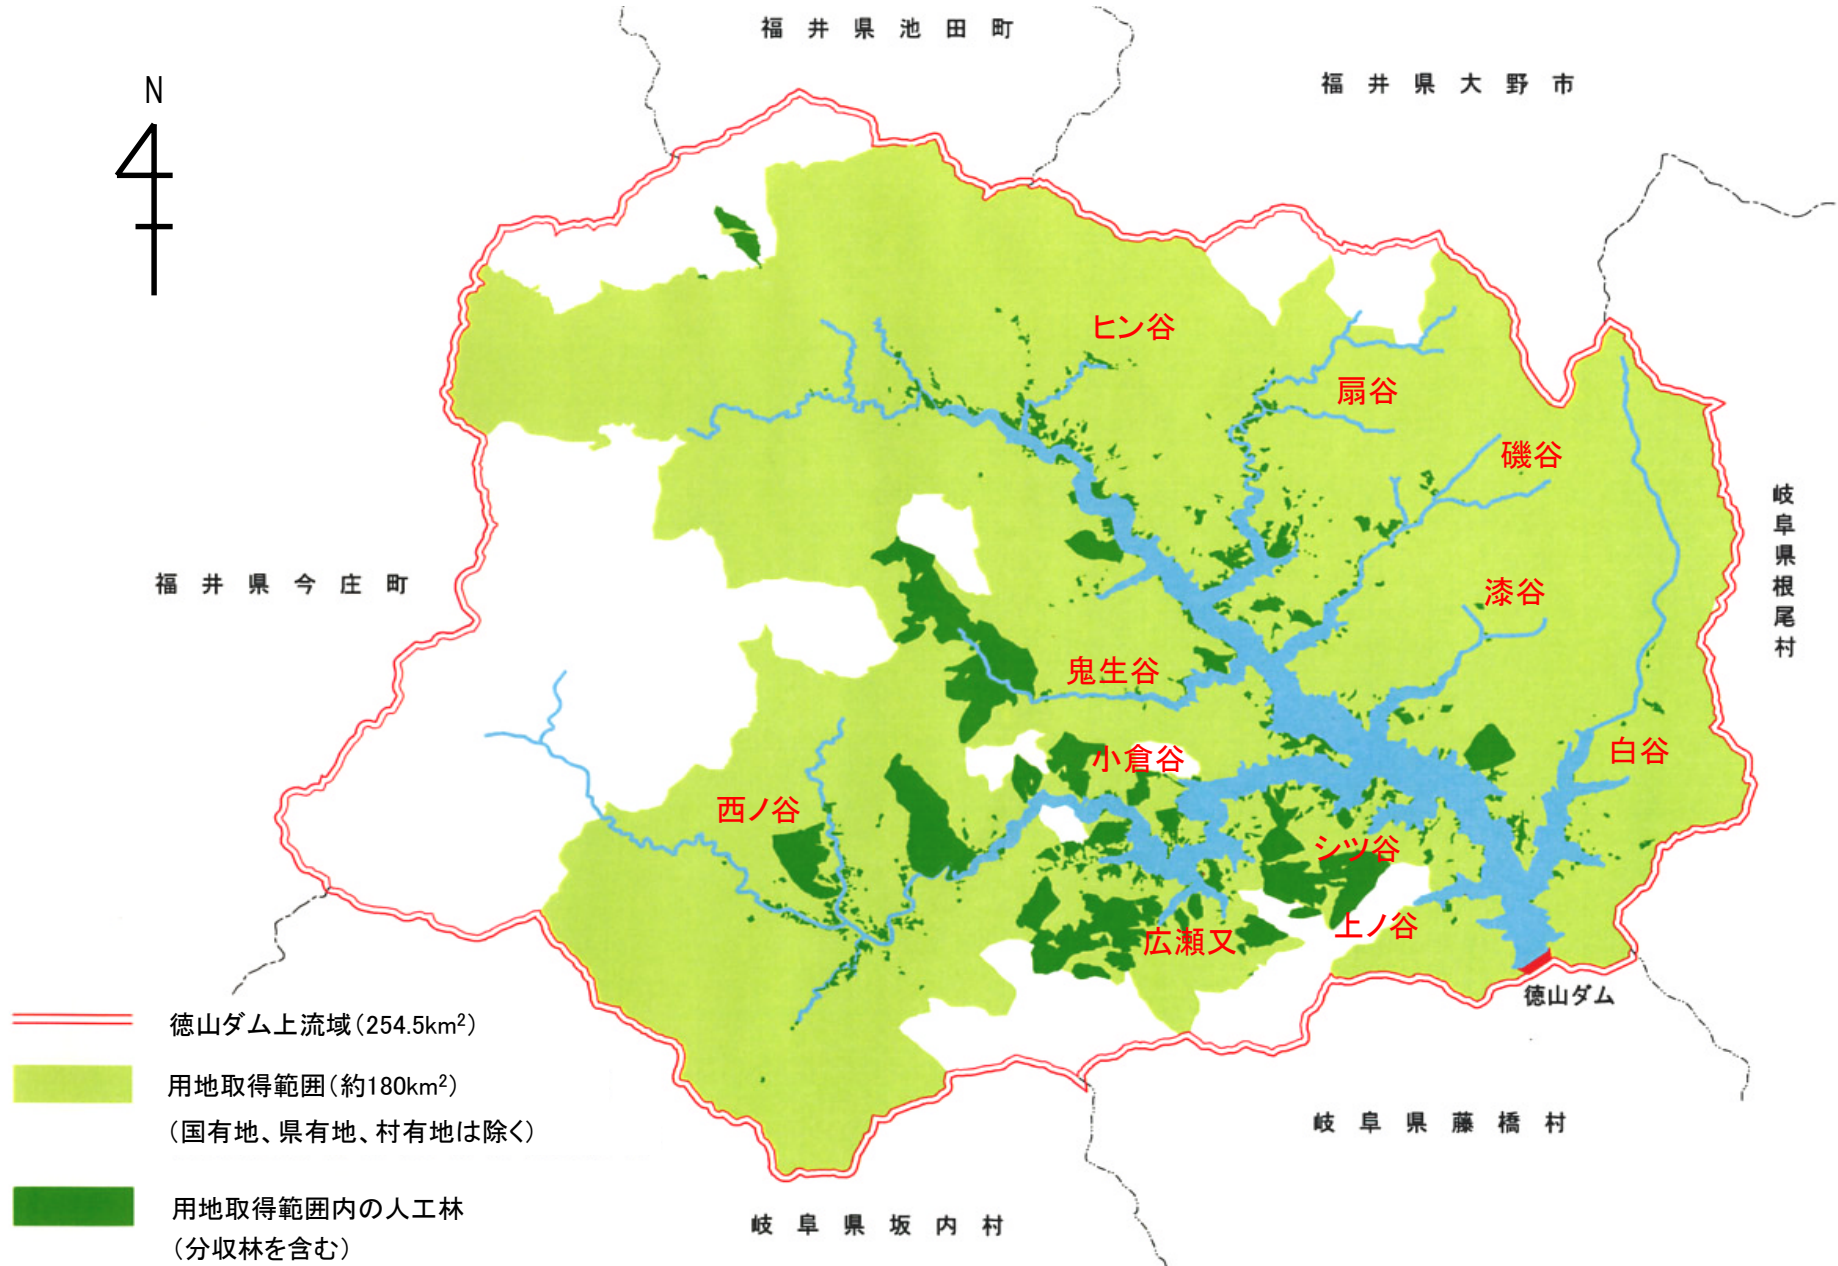 福井県池田町
福井県大野市
N
ヒン谷
扇谷
磯谷
岐阜県根尾村
福井県今庄町
漆谷
鬼生谷
白谷
小倉谷
西ノ谷
シツ谷
上ノ谷
広瀬又
徳山ダム
徳山ダム上流域(254.5km²)
用地取得範囲(約180km²)
(国有地、県有地、村有地は除く)
岐阜県藤橋村
用地取得範囲内の人工林
(分収林を含む)
岐阜県坂内村